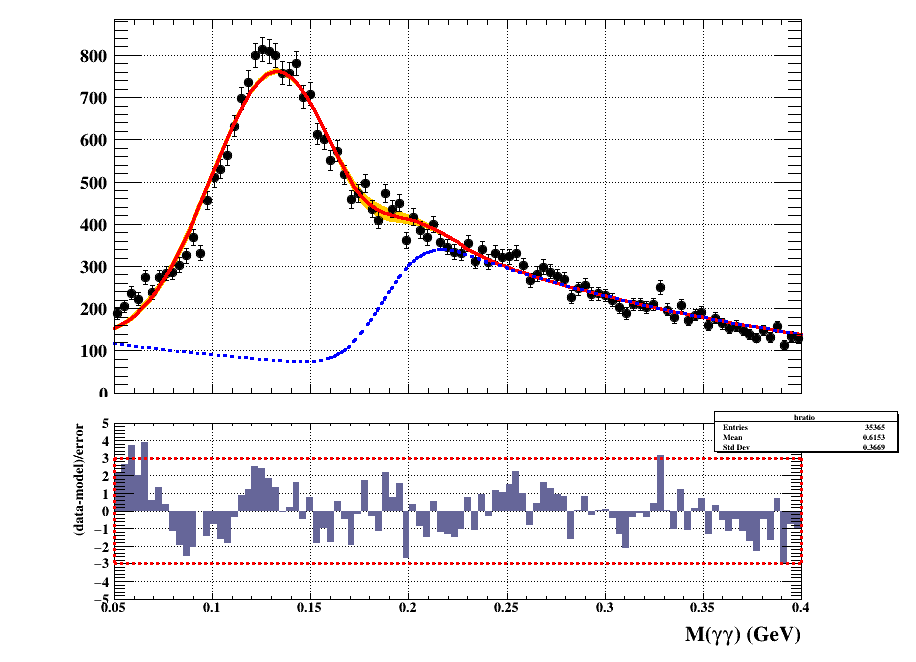 800
700
600
500
400
300
200
100
0
hratio
Entries 35365
Mean 0.6153
Std Dev 0.3669
(data-model)/error
5
4
3
2
1
0
−1
−2
−3
−4
−5
0.05 0.1 0.15 0.2 0.25 0.3 0.35 0.4
M(γγ) (GeV)